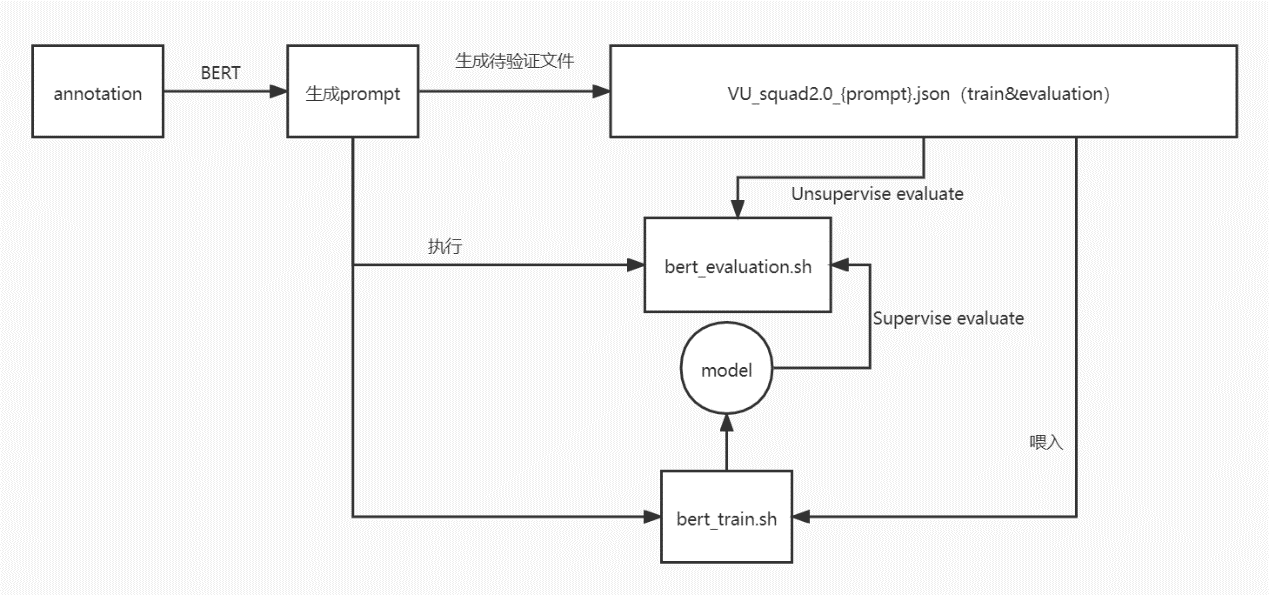 annotation
BERT
生成prompt
生成待验证文件
VU_squad2.0_{prompt}.json（train&evaluation）
Unsupervise evaluate
执行
bert_evaluation.sh
Supervise evaluate
model
喂入
bert_train.sh